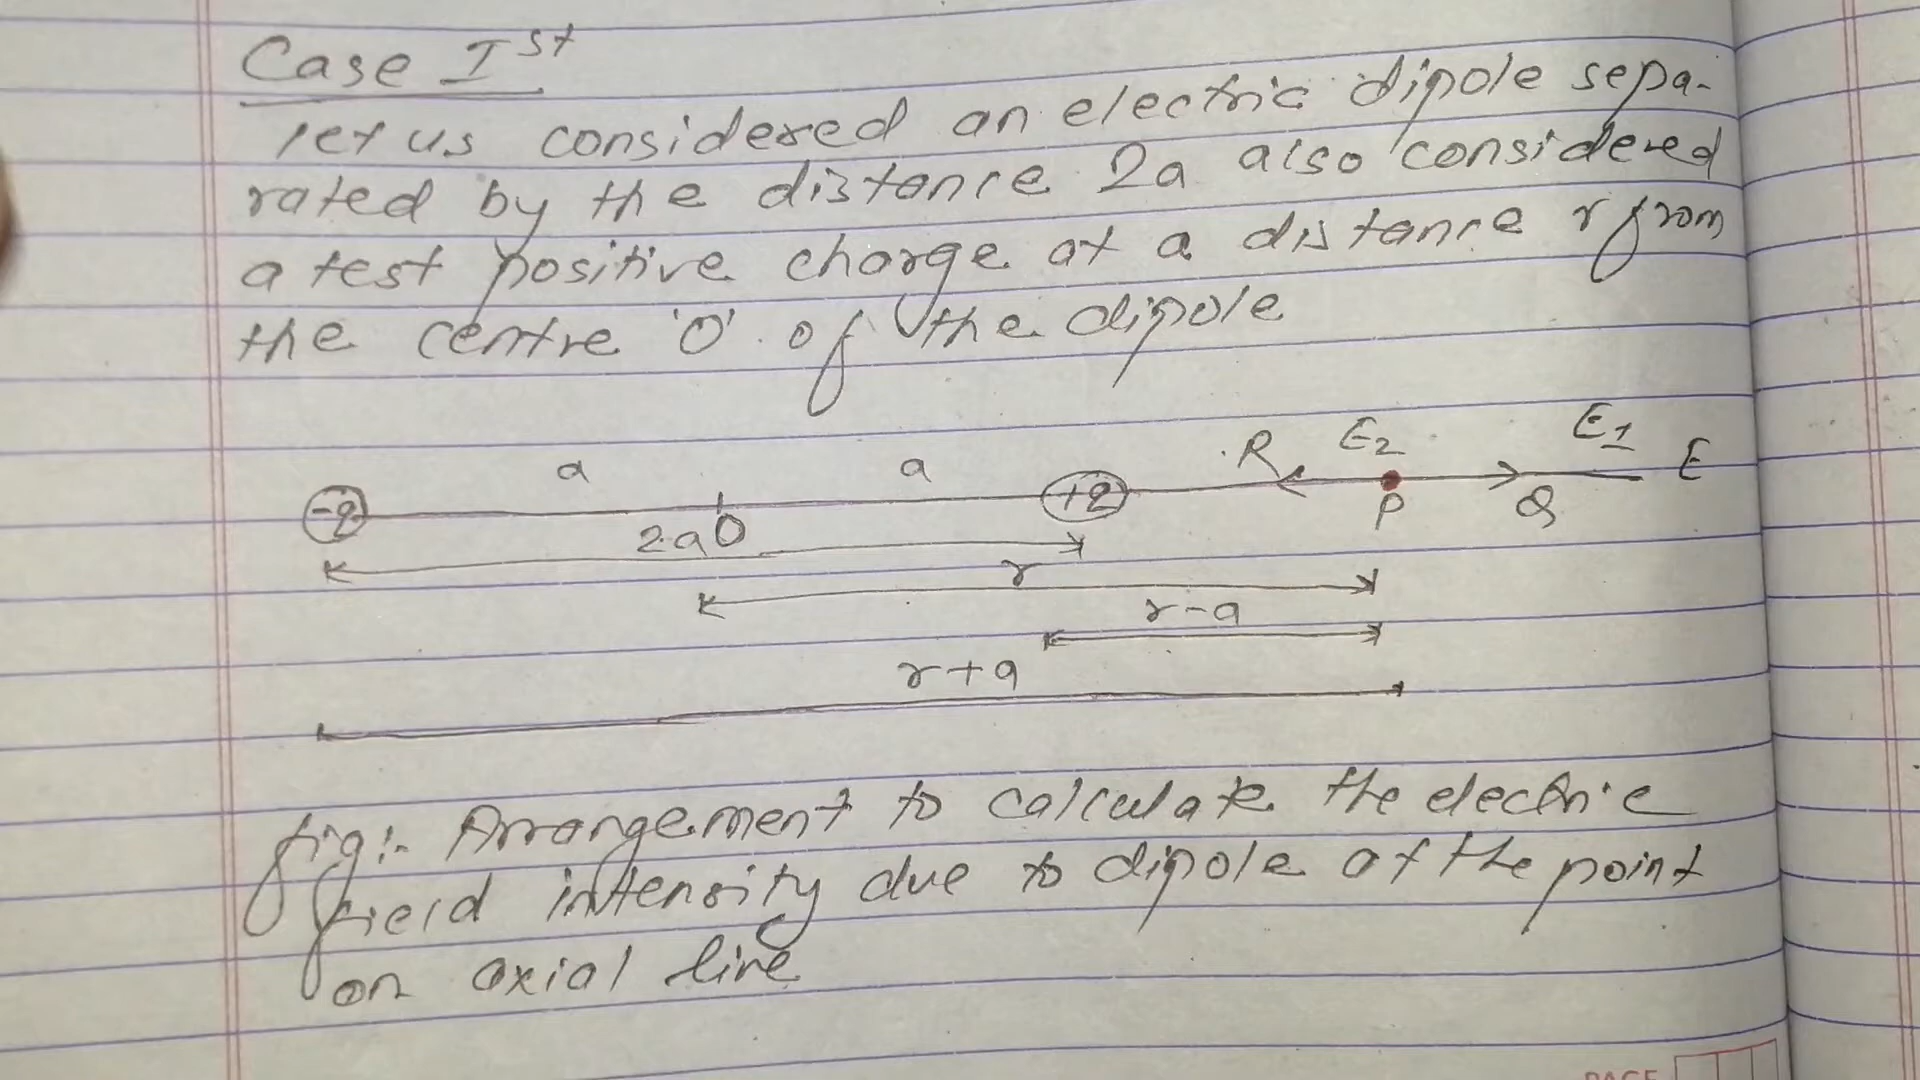 Case Ist
let us considered an electric dipole sepa-
rated by the distance 2a also considered
a test positive charge at a distance r from
the centre 'O' of the dipole
a a R E2 E1 E
-q +q
2a O P Q
r
r-a
r+a
fig:- Arrangement to calculate the electric
field intensity due to dipole at the point
on axial line
PAGE